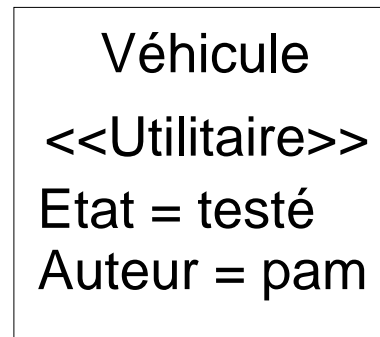 Véhicule
<<Utilitaire>>
Etat = testé
Auteur = pam